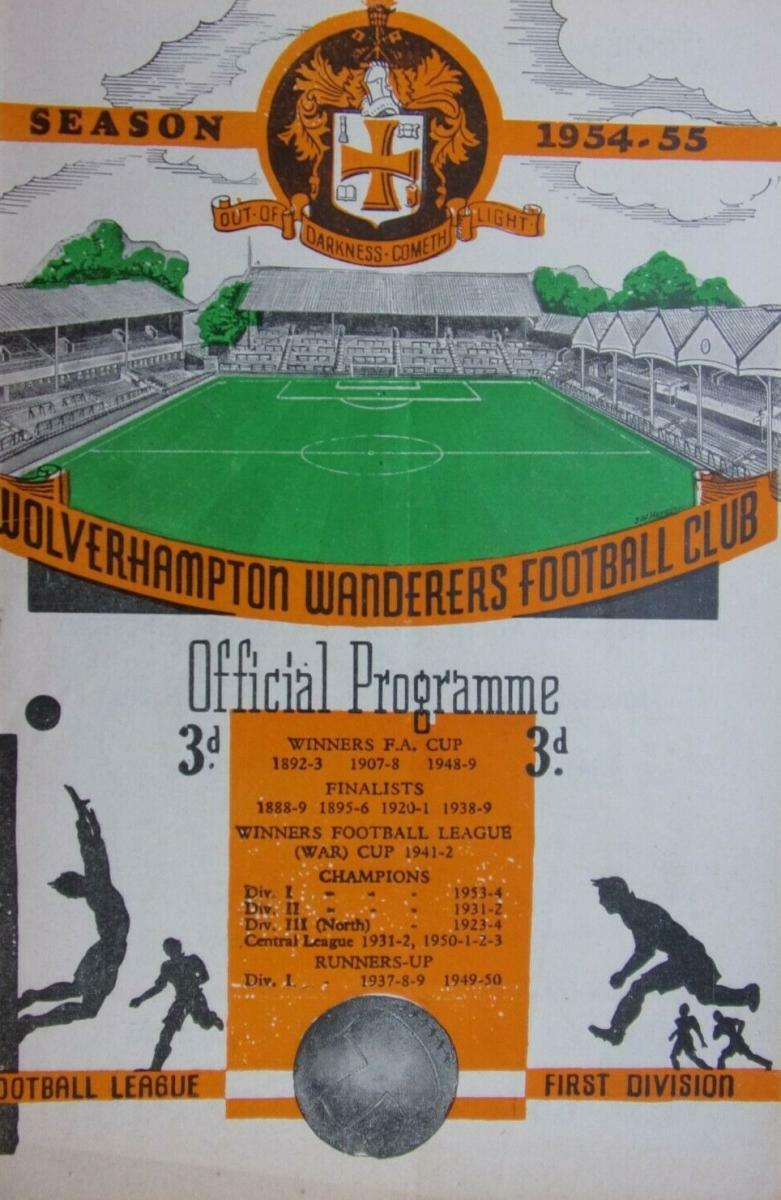 SEASON 1954-55
OUT·OF DARKNESS·COMETH LIGHT·
WOLVERHAMPTON WANDERERS FOOTBALL CLUB
Official Programme
3d. 3d.
WINNERS F.A. CUP
1892-3 1907-8 1948-9
FINALISTS
1888-9 1895-6 1920-1 1938-9
WINNERS FOOTBALL LEAGUE
(WAR) CUP 1941-2
CHAMPIONS
Div. I - - - 1953-4
Div. II - - - 1931-2
Div. III (North) - 1923-4
Central League 1931-2, 1950-1-2-3
RUNNERS-UP
Div. I. . - 1937-8-9 1949-50
OOTBALL LEAGUE FIRST DIVISION